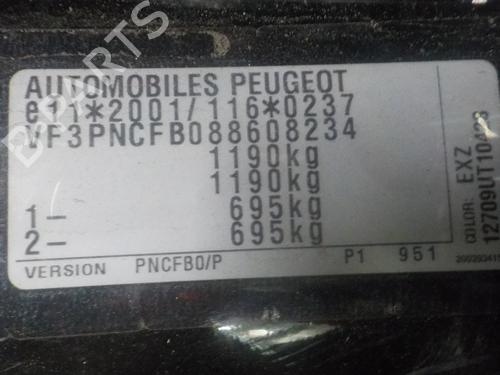 AUTOMOBILES PEUGEOT
e11*2001/116*0237
VF3PNCFB088608234
1190kg
1190kg
1- 695kg
2- 695kg
VERSION PNCFB0/P P1 951
COLOR: EXZ
B PARTS